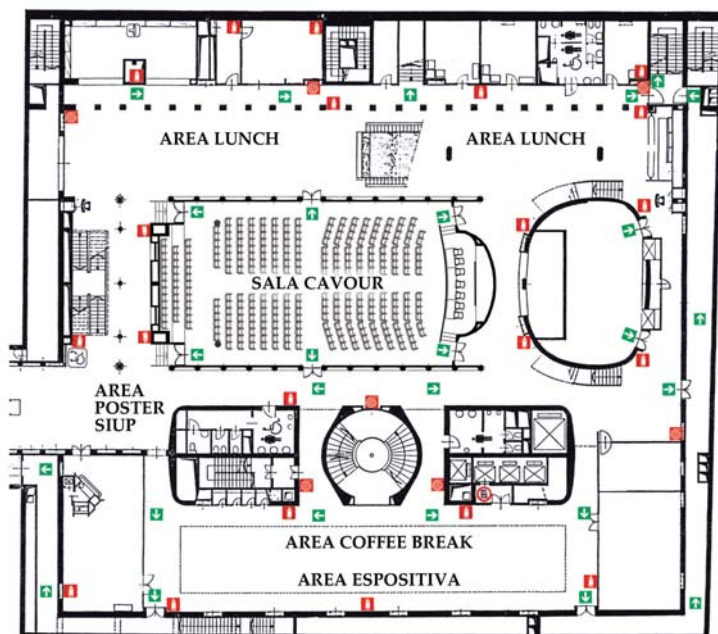 AREA LUNCH
AREA LUNCH
SALA CAVOUR
AREA
POSTER
SIUP
AREA COFFEE BREAK
AREA ESPOSITIVA